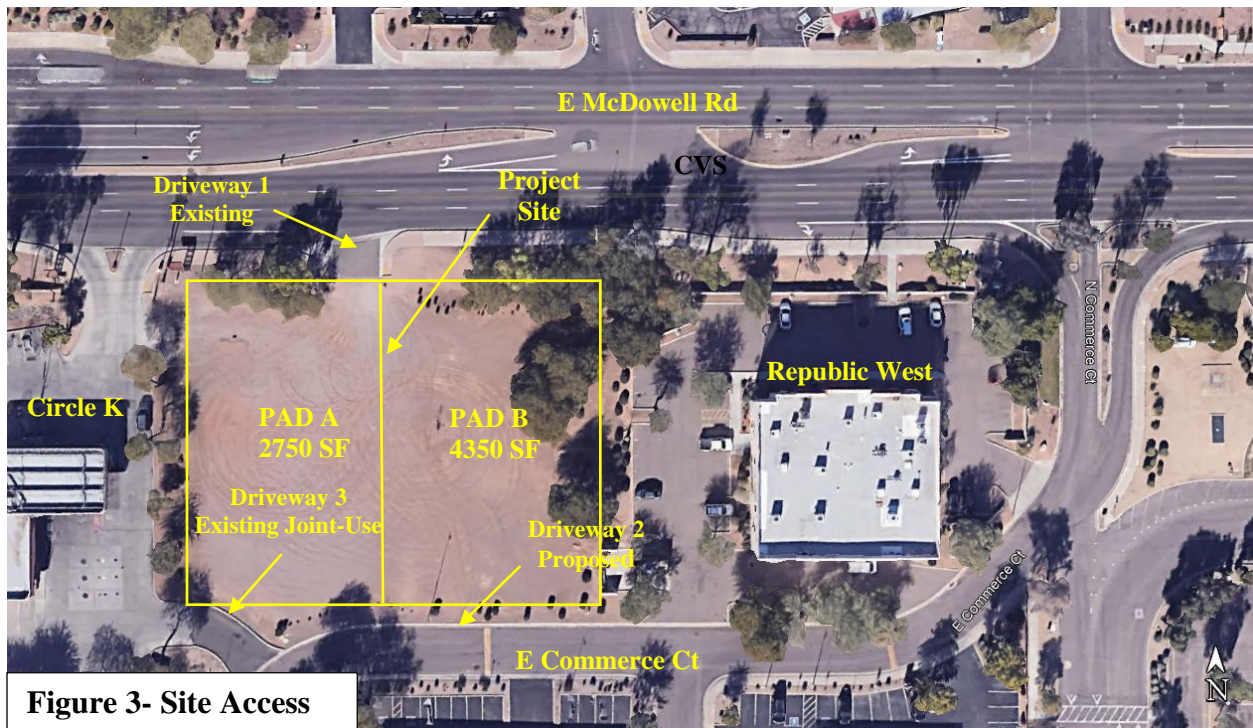 E McDowell Rd
CVS
Driveway 1
Existing
Project
Site
N Commerce Ct
Circle K
PAD A
2750 SF
PAD B
4350 SF
Republic West
Driveway 3
Existing Joint-Use
Driveway 2
Proposed
E Commerce Ct
E Commerce Ct
N
Figure 3- Site Access